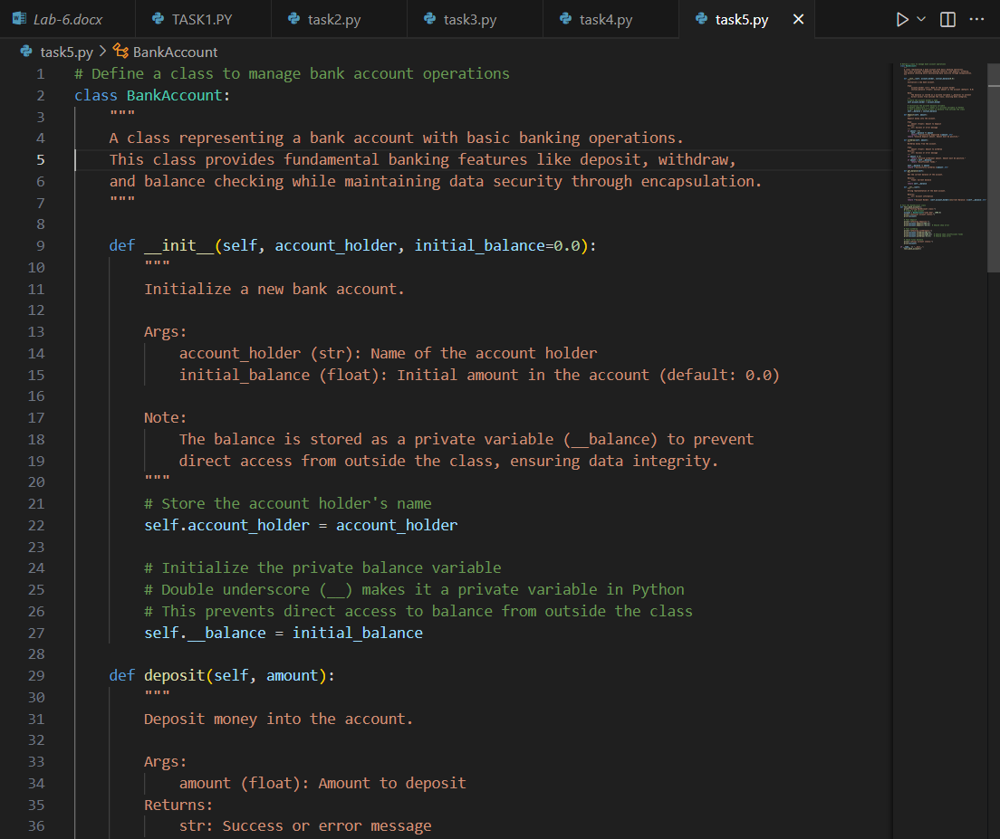 Lab-6.docx TASK1.PY task2.py task3.py task4.py task5.py
task5.py > BankAccount
1 # Define a class to manage bank account operations
2 class BankAccount:
3 """
4 A class representing a bank account with basic banking operations.
5 This class provides fundamental banking features like deposit, withdraw,
6 and balance checking while maintaining data security through encapsulation.
7 """
8
9 def __init__(self, account_holder, initial_balance=0.0):
10 """
11 Initialize a new bank account.
12
13 Args:
14 account_holder (str): Name of the account holder
15 initial_balance (float): Initial amount in the account (default: 0.0)
16
17 Note:
18 The balance is stored as a private variable (__balance) to prevent
19 direct access from outside the class, ensuring data integrity.
20 """
21 # Store the account holder's name
22 self.account_holder = account_holder
23
24 # Initialize the private balance variable
25 # Double underscore (__) makes it a private variable in Python
26 # This prevents direct access to balance from outside the class
27 self.__balance = initial_balance
28
29 def deposit(self, amount):
30 """
31 Deposit money into the account.
32
33 Args:
34 amount (float): Amount to deposit
35 Returns:
36 str: Success or error message